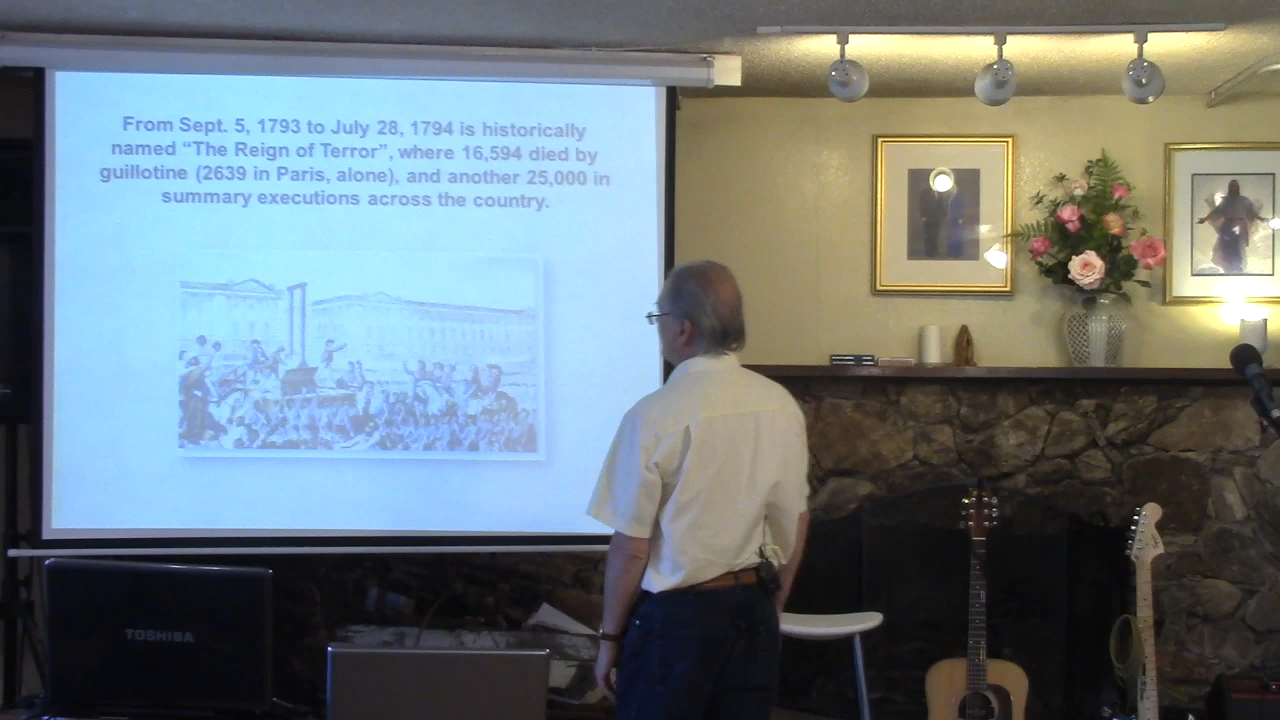 From Sept. 5, 1793 to July 28, 1794 is historically
named “The Reign of Terror”, where 16,594 died by
guillotine (2639 in Paris, alone), and another 25,000 in
summary executions across the country.
TOSHIBA